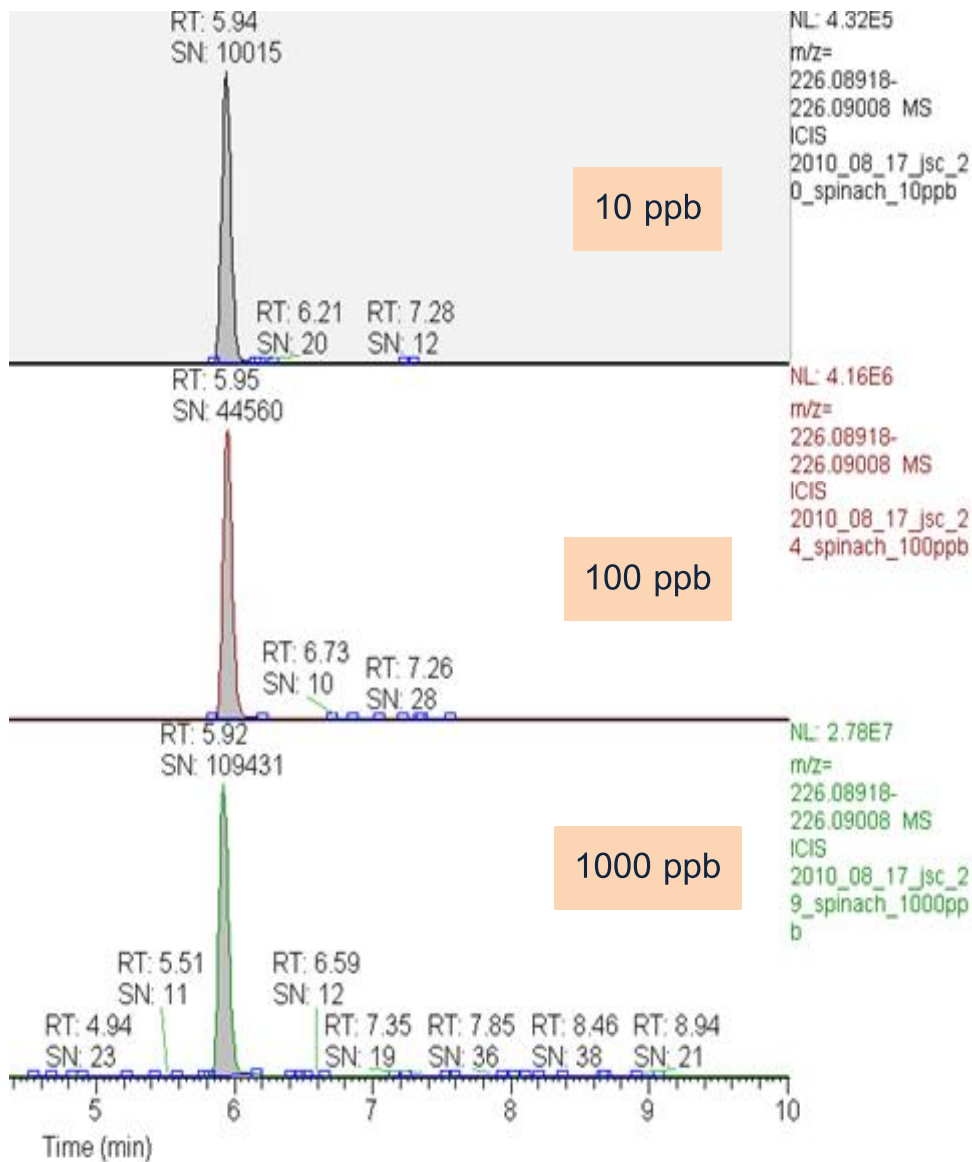 RT: 5.94
SN: 10015
NL: 4.32E5
m/z=
226.08918-
226.09008 MS
ICIS
2010_08_17_jsc_2
0_spinach_10ppb
10 ppb
RT: 6.21
SN: 20
RT: 7.28
SN: 12
RT: 5.95
SN: 44560
NL: 4.16E6
m/z=
226.08918-
226.09008 MS
ICIS
2010_08_17_jsc_2
4_spinach_100ppb
100 ppb
RT: 6.73
SN: 10
RT: 7.26
SN: 28
RT: 5.92
SN: 109431
NL: 2.78E7
m/z=
226.08918-
226.09008 MS
ICIS
2010_08_17_jsc_2
9_spinach_1000pp
b
1000 ppb
RT: 5.51
SN: 11
RT: 6.59
SN: 12
RT: 4.94
SN: 23
RT: 7.35
SN: 19
RT: 7.85
SN: 36
RT: 8.46
SN: 38
RT: 8.94
SN: 21
5 6 7 8 9 10
Time (min)